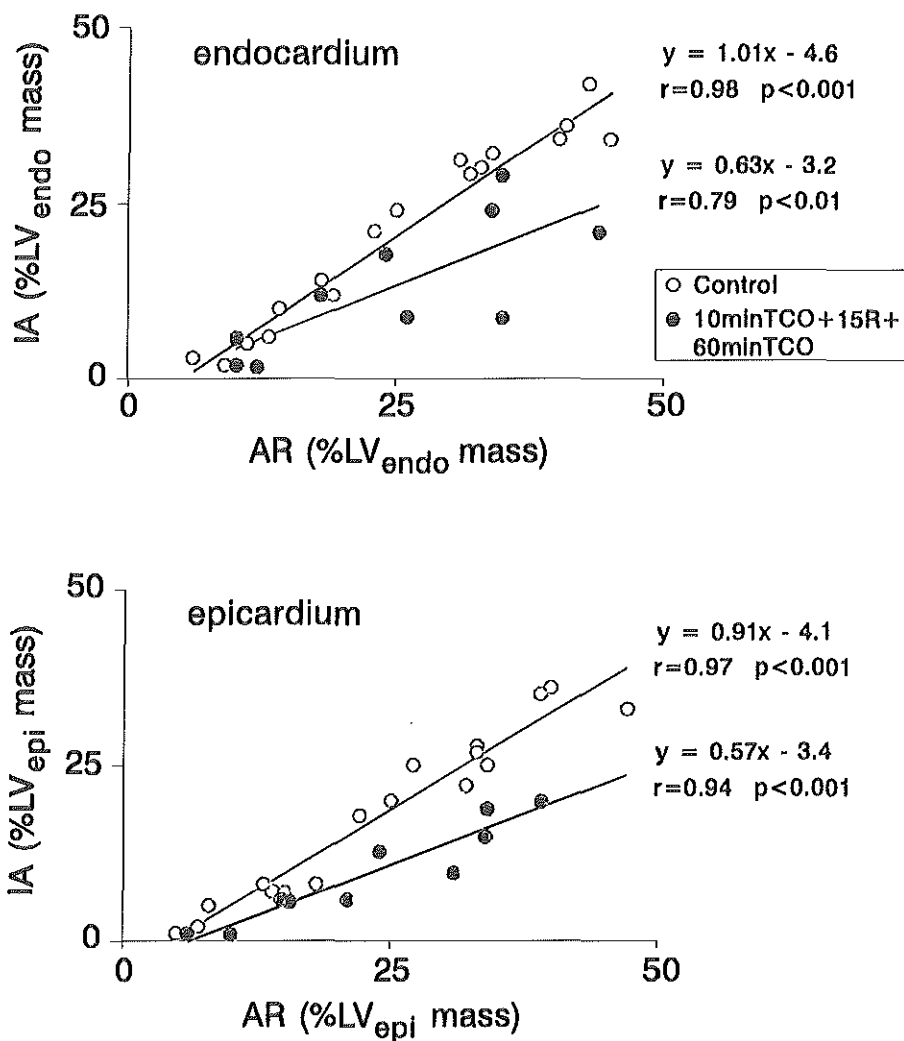 50
endocardium
y = 1.01x - 4.6
r=0.98 p<0.001
y = 0.63x - 3.2
r=0.79 p<0.01
IA (%LVendo mass)
25
Control
10minTCO+15R+
60minTCO
0
0 25 50
AR (%LVendo mass)
50
epicardium
y = 0.91x - 4.1
r=0.97 p<0.001
y = 0.57x - 3.4
r=0.94 p<0.001
IA (%LVepi mass)
25
0
0 25 50
AR (%LVepi mass)